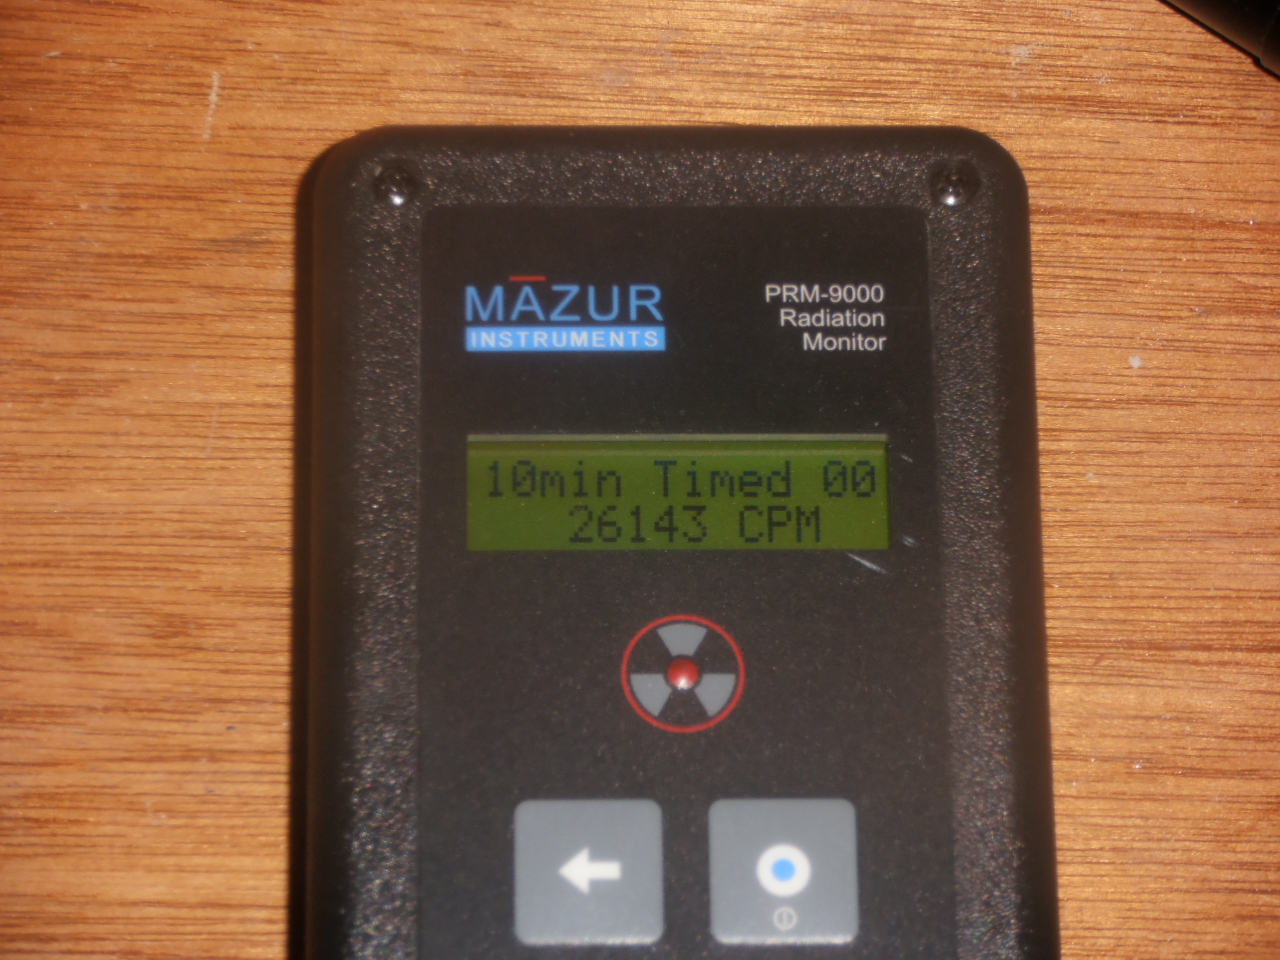 MAZUR
INSTRUMENTS
PRM-9000
Radiation
Monitor
10min Timed 00
26143 CPM